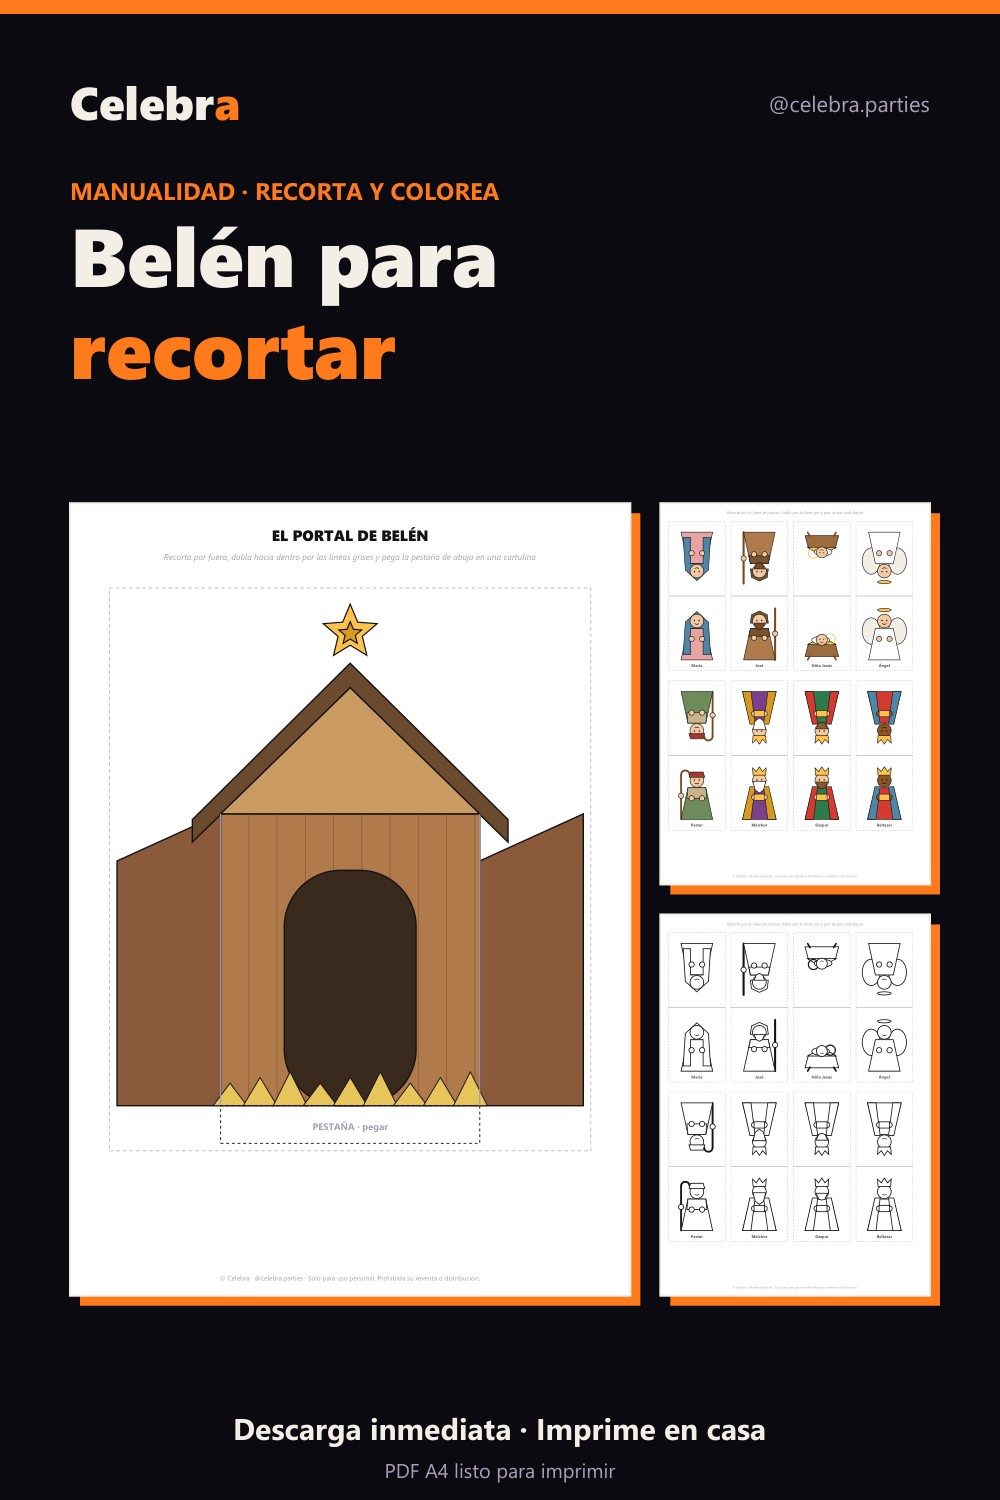 Celebra
@celebra.parties
MANUALIDAD · RECORTA Y COLOREA
Belén para
recortar
EL PORTAL DE BELÉN
Recorta por fuera, dobla hacia dentro por las líneas grises y pega la pestaña de abajo en una cartulina
PESTAÑA · pegar
© Celebra · @celebra.parties · Solo para uso personal. Prohibida su reventa o distribución.
María José Niño Jesús Ángel
Pastor Melchor Gaspar Baltasar
María José Niño Jesús Ángel
Pastor Melchor Gaspar Baltasar
Descarga inmediata · Imprime en casa
PDF A4 listo para imprimir